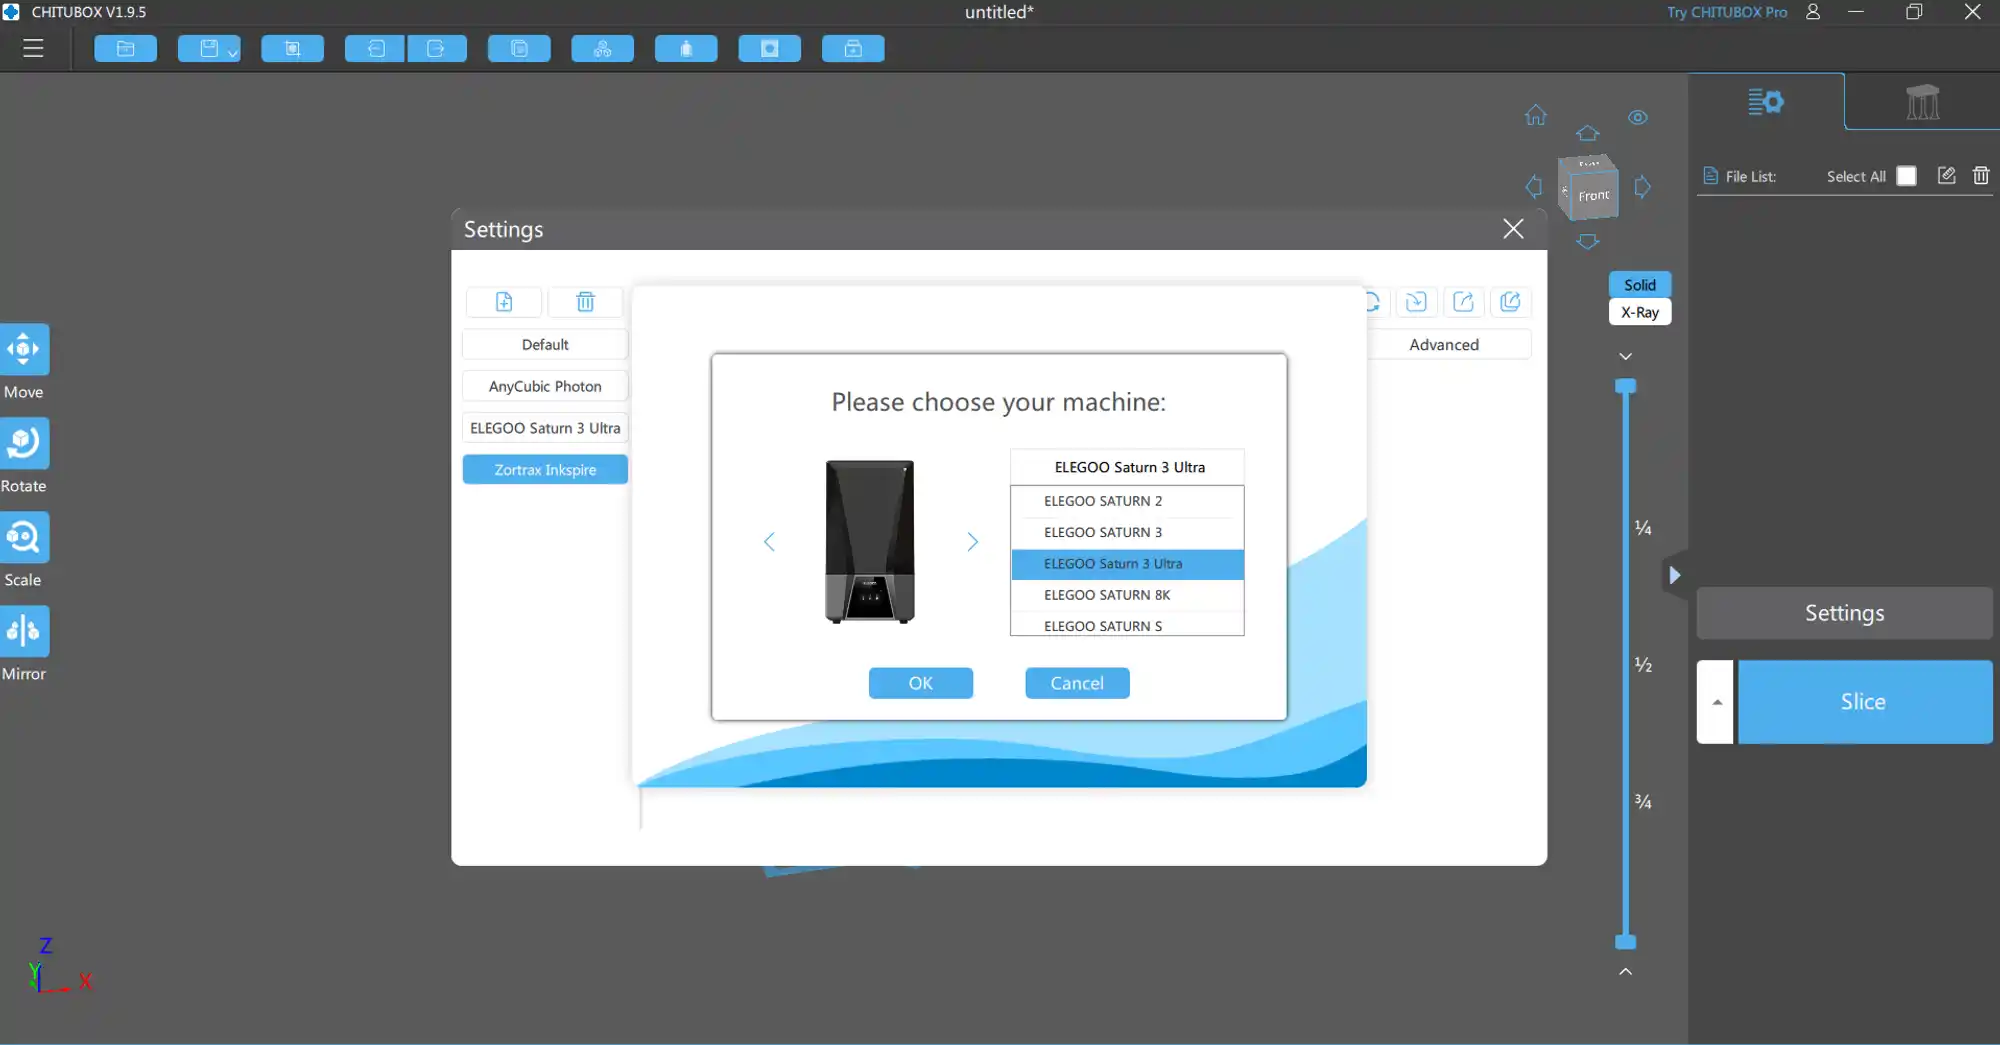 CHITUBOX V1.9.5
untitled*
Try CHITUBOX Pro
File List:
Select All
Front
Solid
X-Ray
Settings
Default
AnyCubic Photon
ELEGOO Saturn 3 Ultra
Zortrax Inkspire
Advanced
Please choose your machine:
ELEGOO Saturn 3 Ultra
ELEGOO SATURN 2
ELEGOO SATURN 3
ELEGOO Saturn 3 Ultra
ELEGOO SATURN 8K
ELEGOO SATURN S
OK
Cancel
Move
Rotate
Scale
Mirror
¼
½
¾
Settings
Slice
Z
Y
X